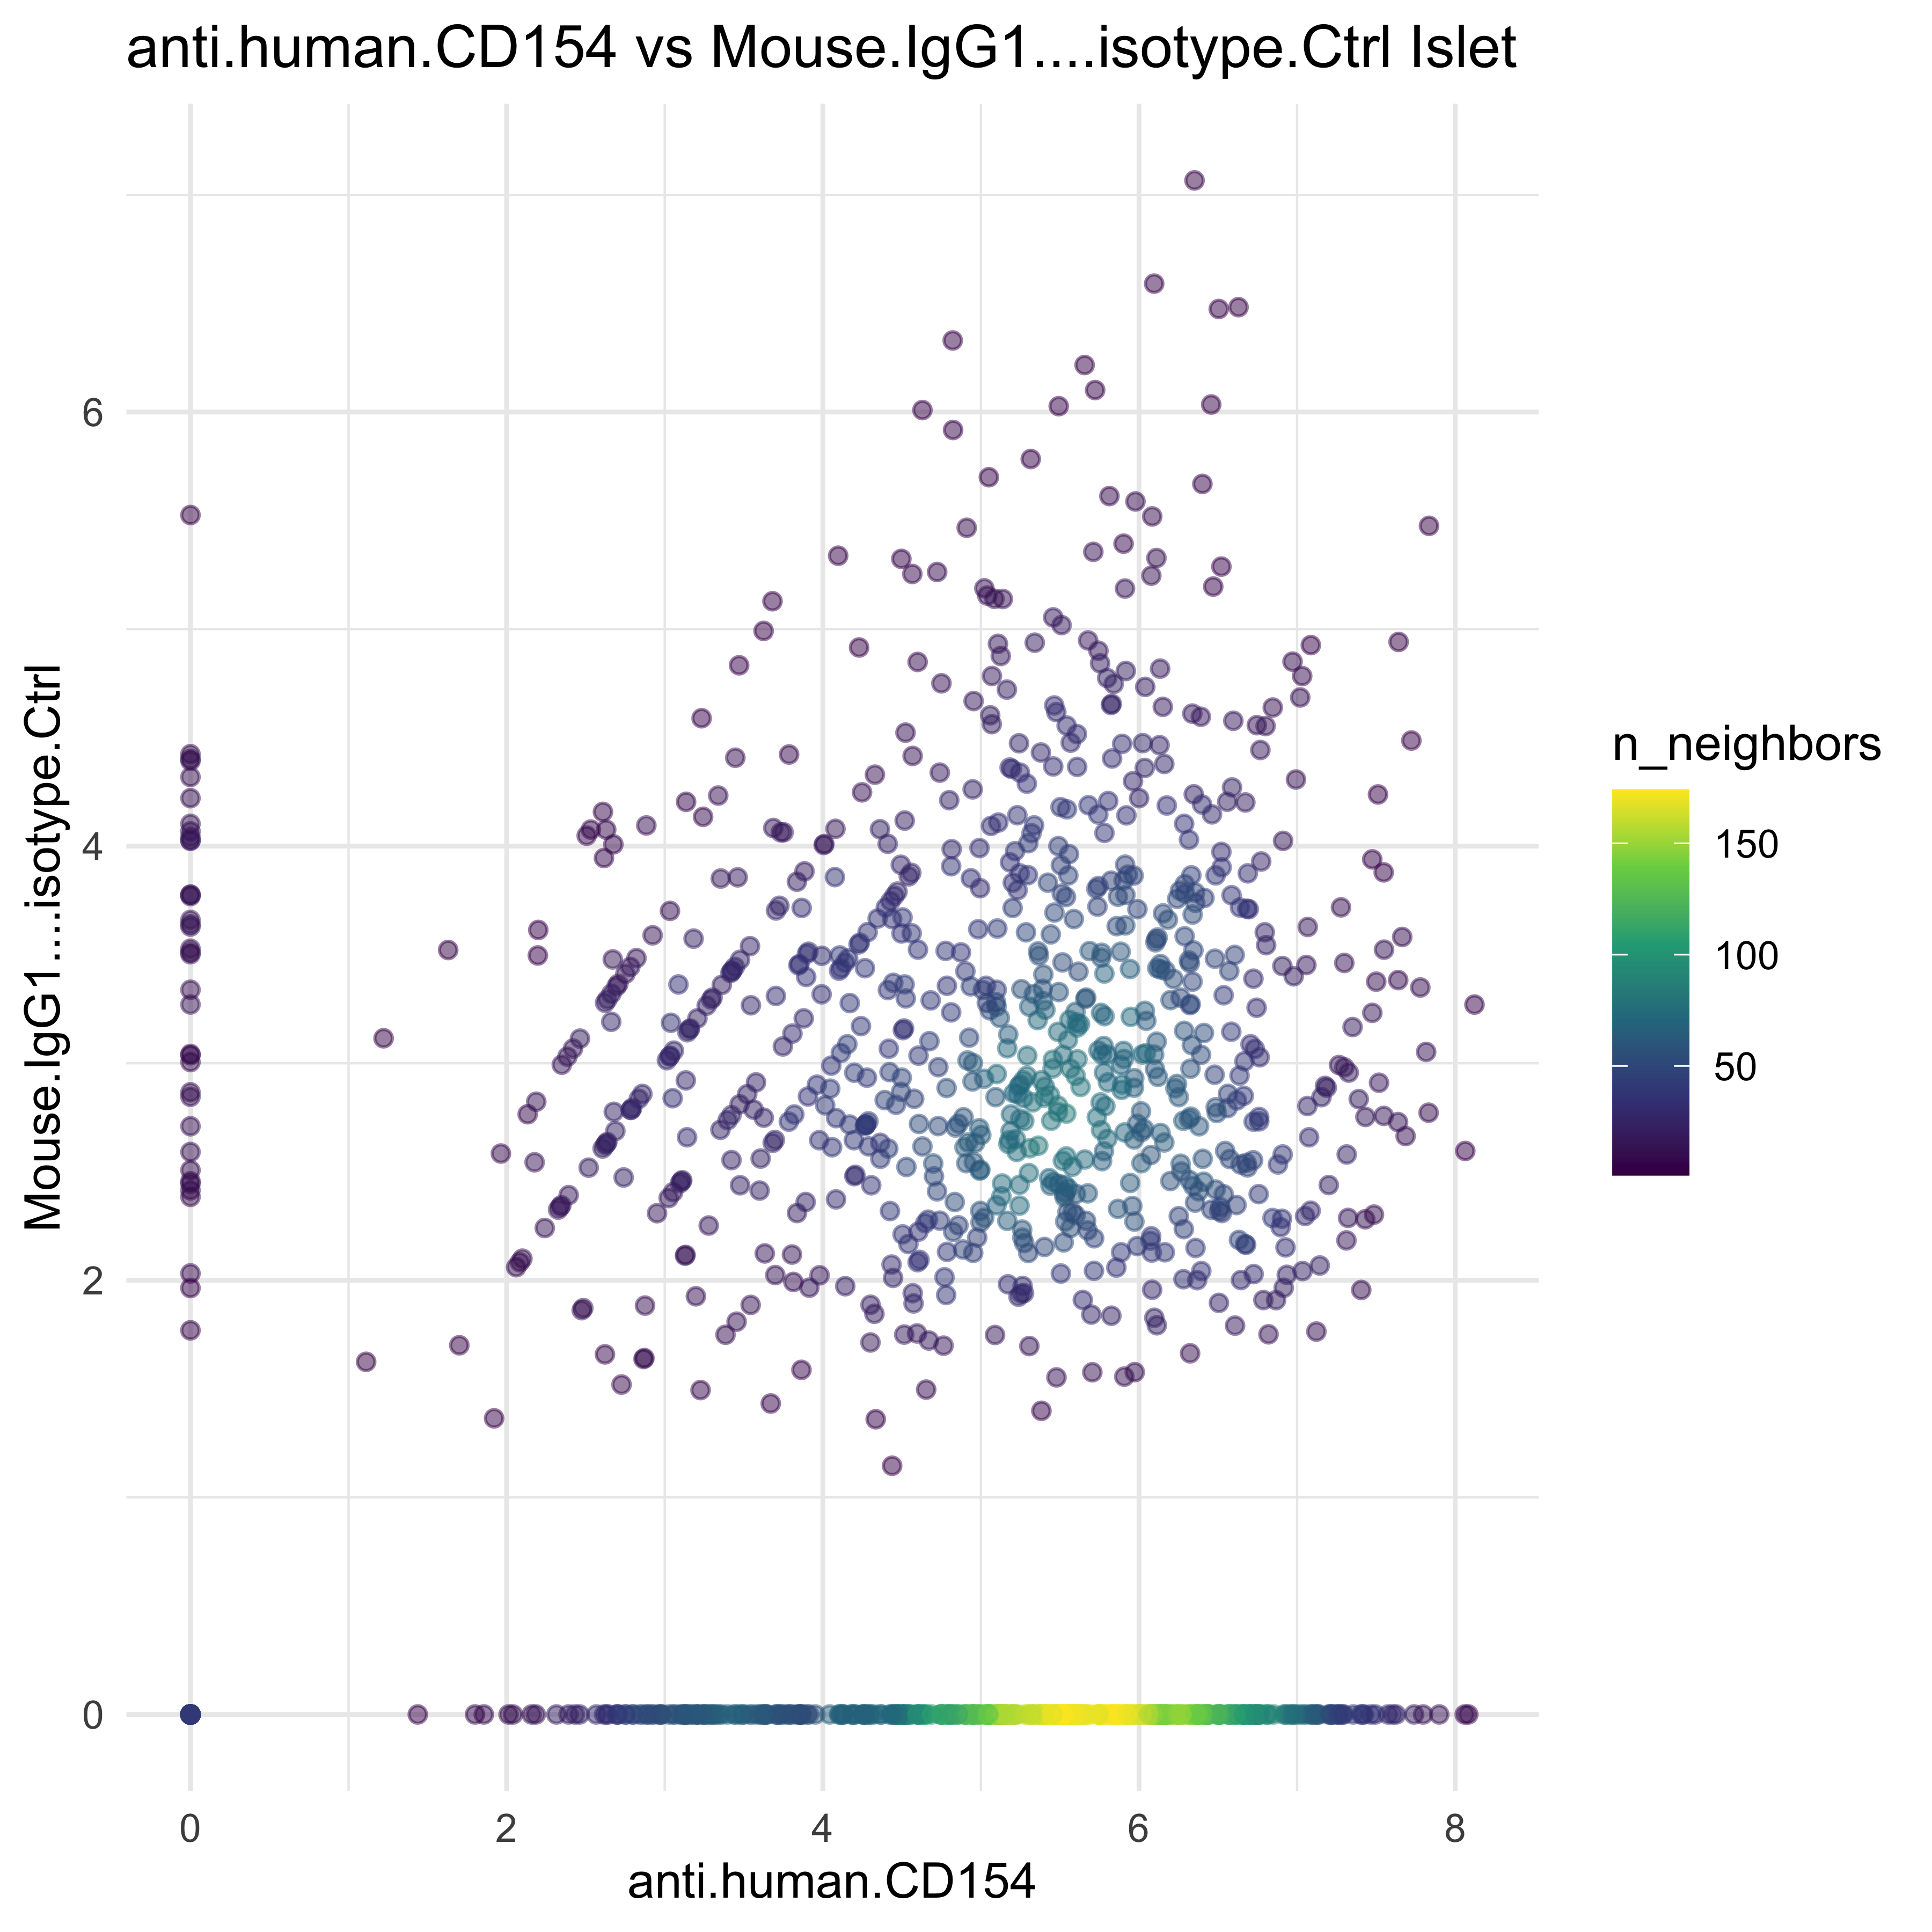 anti.human.CD154 vs Mouse.IgG1....isotype.Ctrl Islet
Mouse.IgG1....isotype.Ctrl
6
4
2
0
0 2 4 6 8
anti.human.CD154
n_neighbors
150
100
50